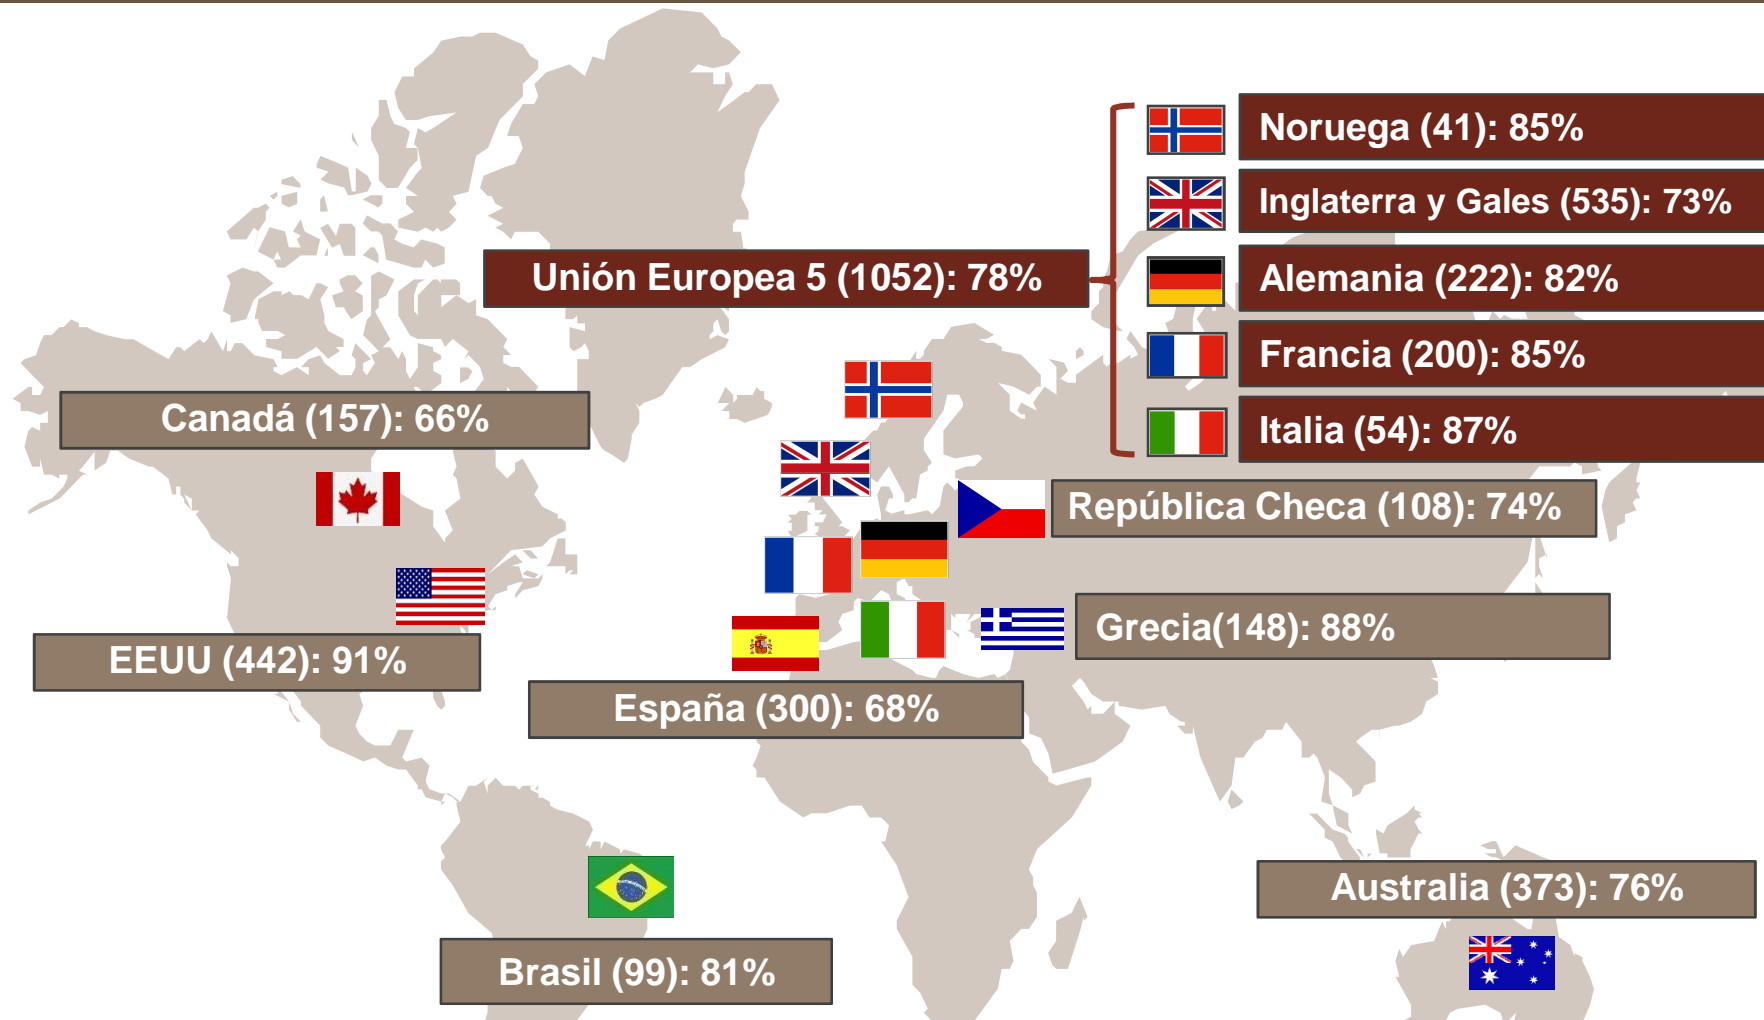 Noruega (41): 85%
Inglaterra y Gales (535): 73%
Unión Europea 5 (1052): 78%
Alemania (222): 82%
Francia (200): 85%
Canadá (157): 66%
Italia (54): 87%
República Checa (108): 74%
Grecia(148): 88%
EEUU (442): 91%
España (300): 68%
Australia (373): 76%
Brasil (99): 81%